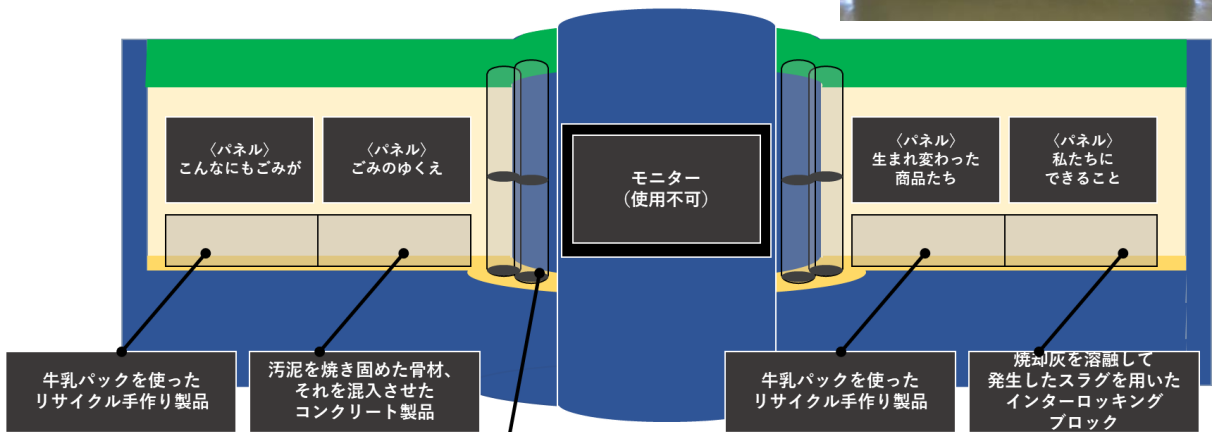 〈パネル〉
こんなにもごみが
〈パネル〉
ごみのゆくえ
モニター
（使用不可）
〈パネル〉
生まれ変わった
商品たち
〈パネル〉
私たちに
できること
牛乳パックを使った
リサイクル手作り製品
汚泥を焼き固めた骨材、
それを混入させた
コンクリート製品
牛乳パックを使った
リサイクル手作り製品
焼却灰を溶融して
発生したスラグを用いた
インターロッキング
ブロック